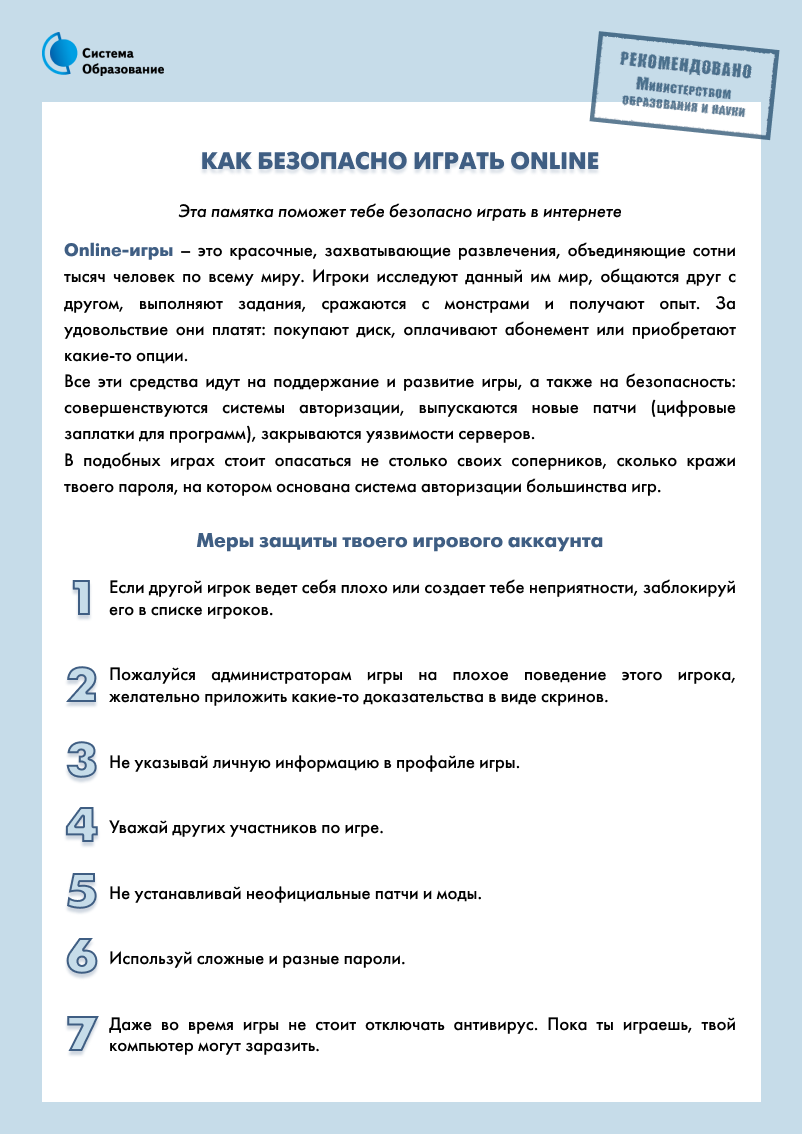 Система
Образование
РЕКОМЕНДОВАНО
МИНИСТЕРСТВОМ
ОБРАЗОВАНИЯ И НАУКИ
КАК БЕЗОПАСНО ИГРАТЬ ONLINE
Эта памятка поможет тебе безопасно играть в интернете
Online-игры – это красочные, захватывающие развлечения, объединяющие сотни
тысяч человек по всему миру. Игроки исследуют данный им мир, общаются друг с
другом, выполняют задания, сражаются с монстрами и получают опыт. За
удовольствие они платят: покупают диск, оплачивают абонемент или приобретают
какие-то опции.
Все эти средства идут на поддержание и развитие игры, а также на безопасность:
совершенствуются системы авторизации, выпускаются новые патчи (цифровые
заплатки для программ), закрываются уязвимости серверов.
В подобных играх стоит опасаться не столько своих соперников, сколько кражи
твоего пароля, на котором основана система авторизации большинства игр.
Меры защиты твоего игрового аккаунта
1 Если другой игрок ведет себя плохо или создает тебе неприятности, заблокируй
его в списке игроков.
2 Пожалуйся администраторам игры на плохое поведение этого игрока,
желательно приложить какие-то доказательства в виде скринов.
3 Не указывай личную информацию в профайле игры.
4 Уважай других участников по игре.
5 Не устанавливай неофициальные патчи и моды.
6 Используй сложные и разные пароли.
7 Даже во время игры не стоит отключать антивирус. Пока ты играешь, твой
компьютер могут заразить.